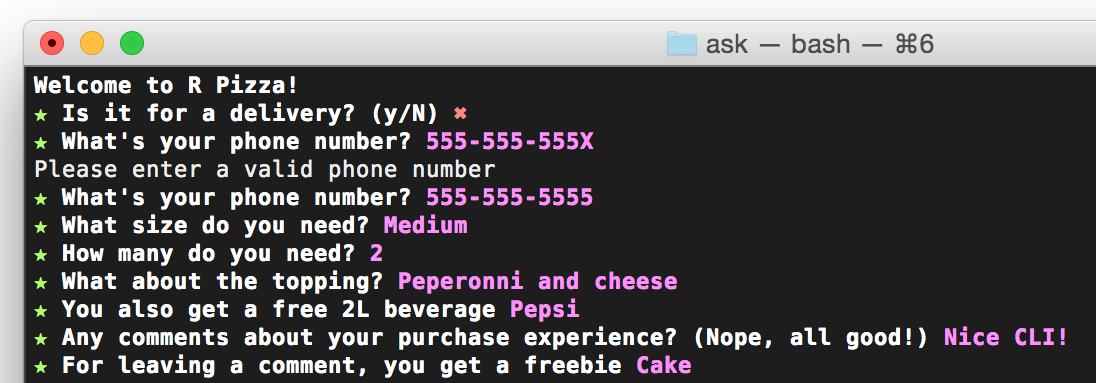 ask — bash — ⌘6
Welcome to R Pizza!
★ Is it for a delivery? (y/N) ✖
★ What's your phone number? 555-555-555X
Please enter a valid phone number
★ What's your phone number? 555-555-5555
★ What size do you need? Medium
★ How many do you need? 2
★ What about the topping? Peperonni and cheese
★ You also get a free 2L beverage Pepsi
★ Any comments about your purchase experience? (Nope, all good!) Nice CLI!
★ For leaving a comment, you get a freebie Cake